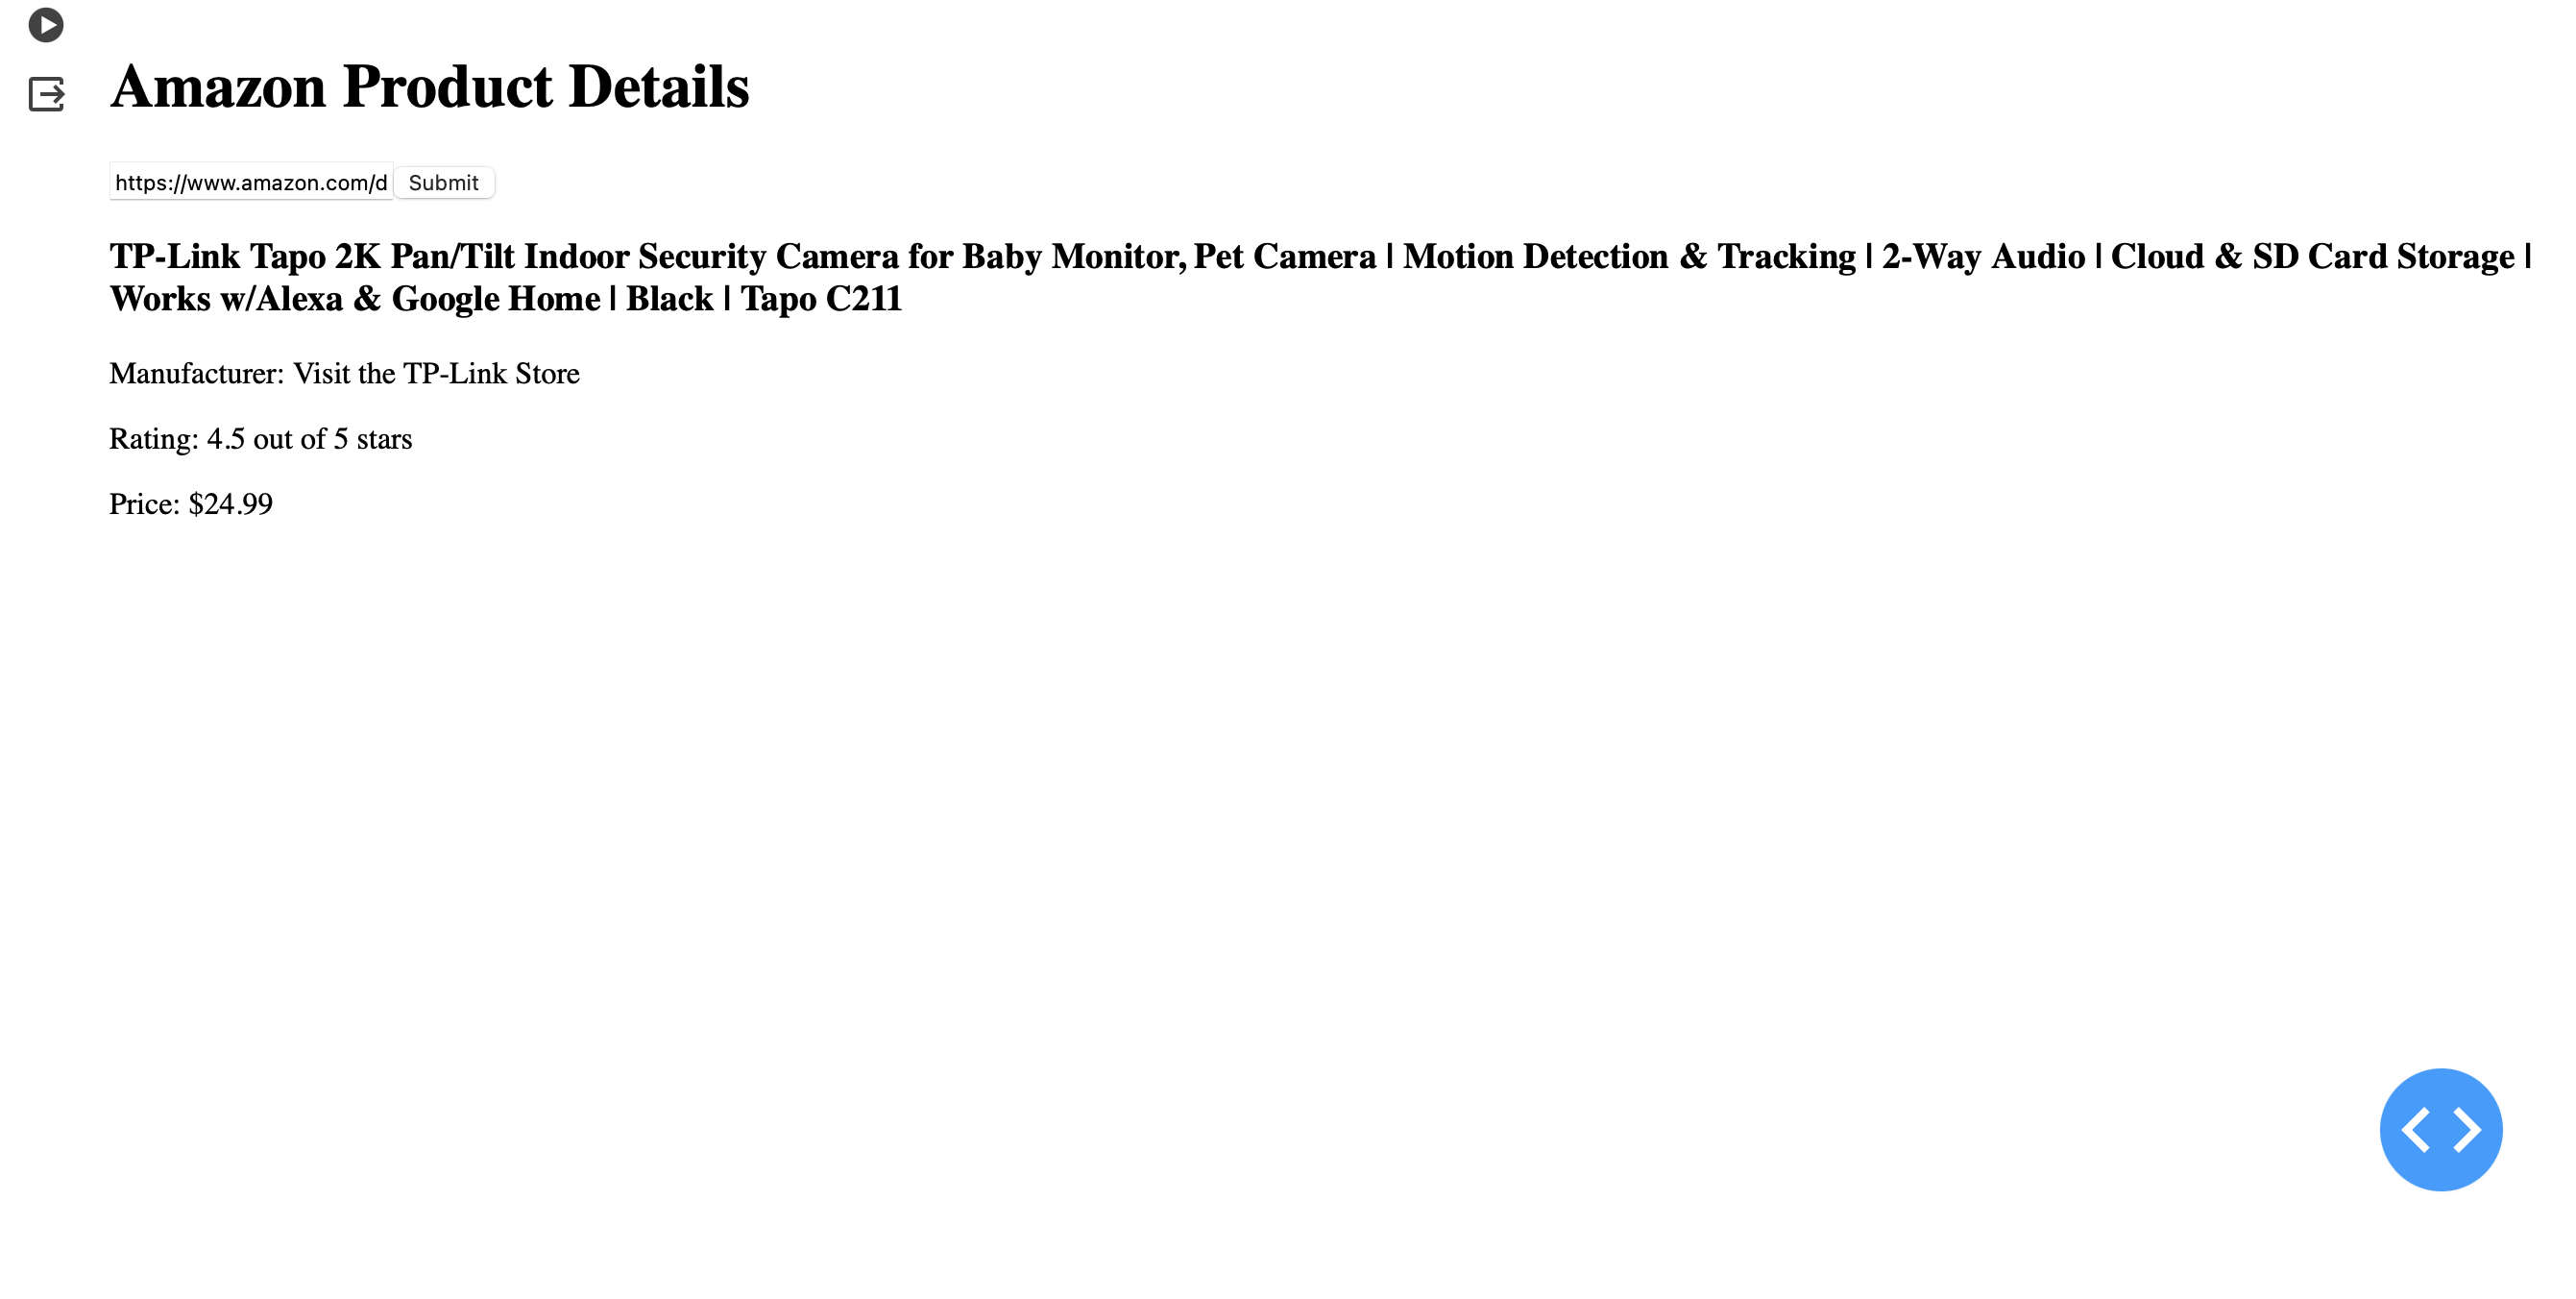 Amazon Product Details
https://www.amazon.com/d Submit
TP-Link Tapo 2K Pan/Tilt Indoor Security Camera for Baby Monitor, Pet Camera | Motion Detection & Tracking | 2-Way Audio | Cloud & SD Card Storage |
Works w/Alexa & Google Home | Black | Tapo C211
Manufacturer: Visit the TP-Link Store
Rating: 4.5 out of 5 stars
Price: $24.99